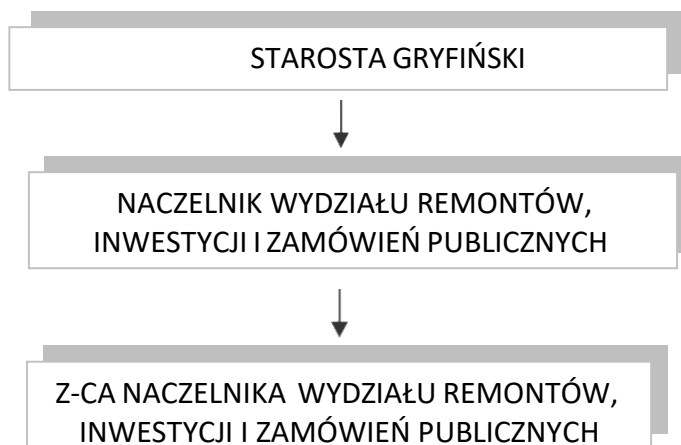 STAROSTA GRYFIŃSKI
NACZELNIK WYDZIAŁU REMONTÓW,
INWESTYCJI I ZAMÓWIEŃ PUBLICZNYCH
Z-CA NACZELNIKA WYDZIAŁU REMONTÓW,
INWESTYCJI I ZAMÓWIEŃ PUBLICZNYCH